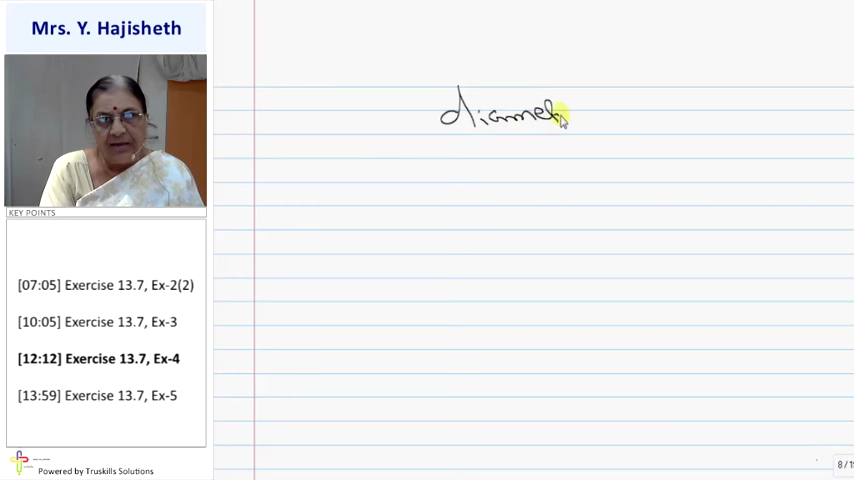 Mrs. Y. Hajisheth
diamet
KEY POINTS
[07:05] Exercise 13.7, Ex-2(2)
[10:05] Exercise 13.7, Ex-3
[12:12] Exercise 13.7, Ex-4
[13:59] Exercise 13.7, Ex-5
Powered by Truskills Solutions